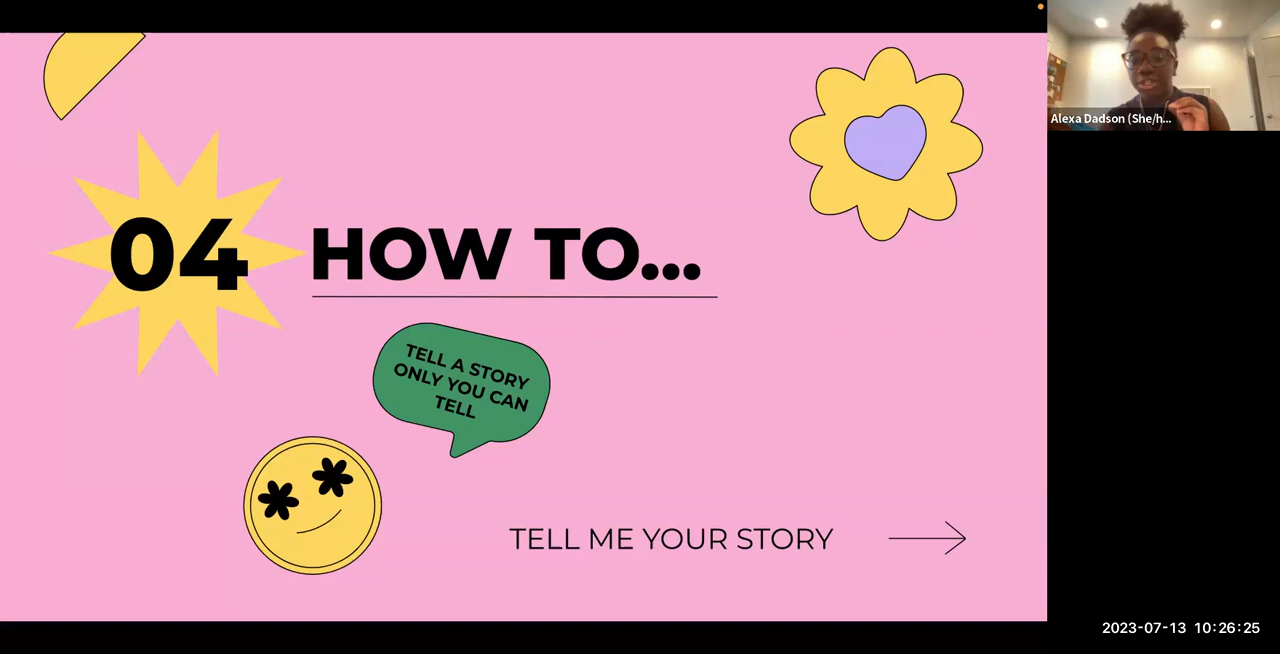 Alexa Dadson (She/h...
04 HOW TO...
TELL A STORY
ONLY YOU CAN
TELL
TELL ME YOUR STORY
2023-07-13 10:26:25